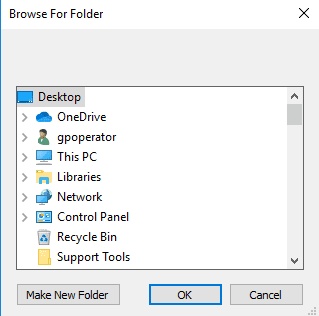 Browse For Folder
Desktop
OneDrive
gpoperator
This PC
Libraries
Network
Control Panel
Recycle Bin
Support Tools
Make New Folder
OK
Cancel